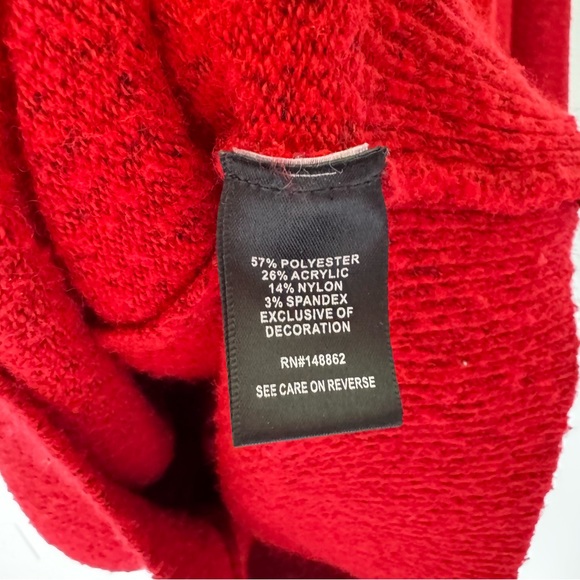 57% POLYESTER
26% ACRYLIC
14% NYLON
3% SPANDEX
EXCLUSIVE OF
DECORATION
RN#148862
SEE CARE ON REVERSE